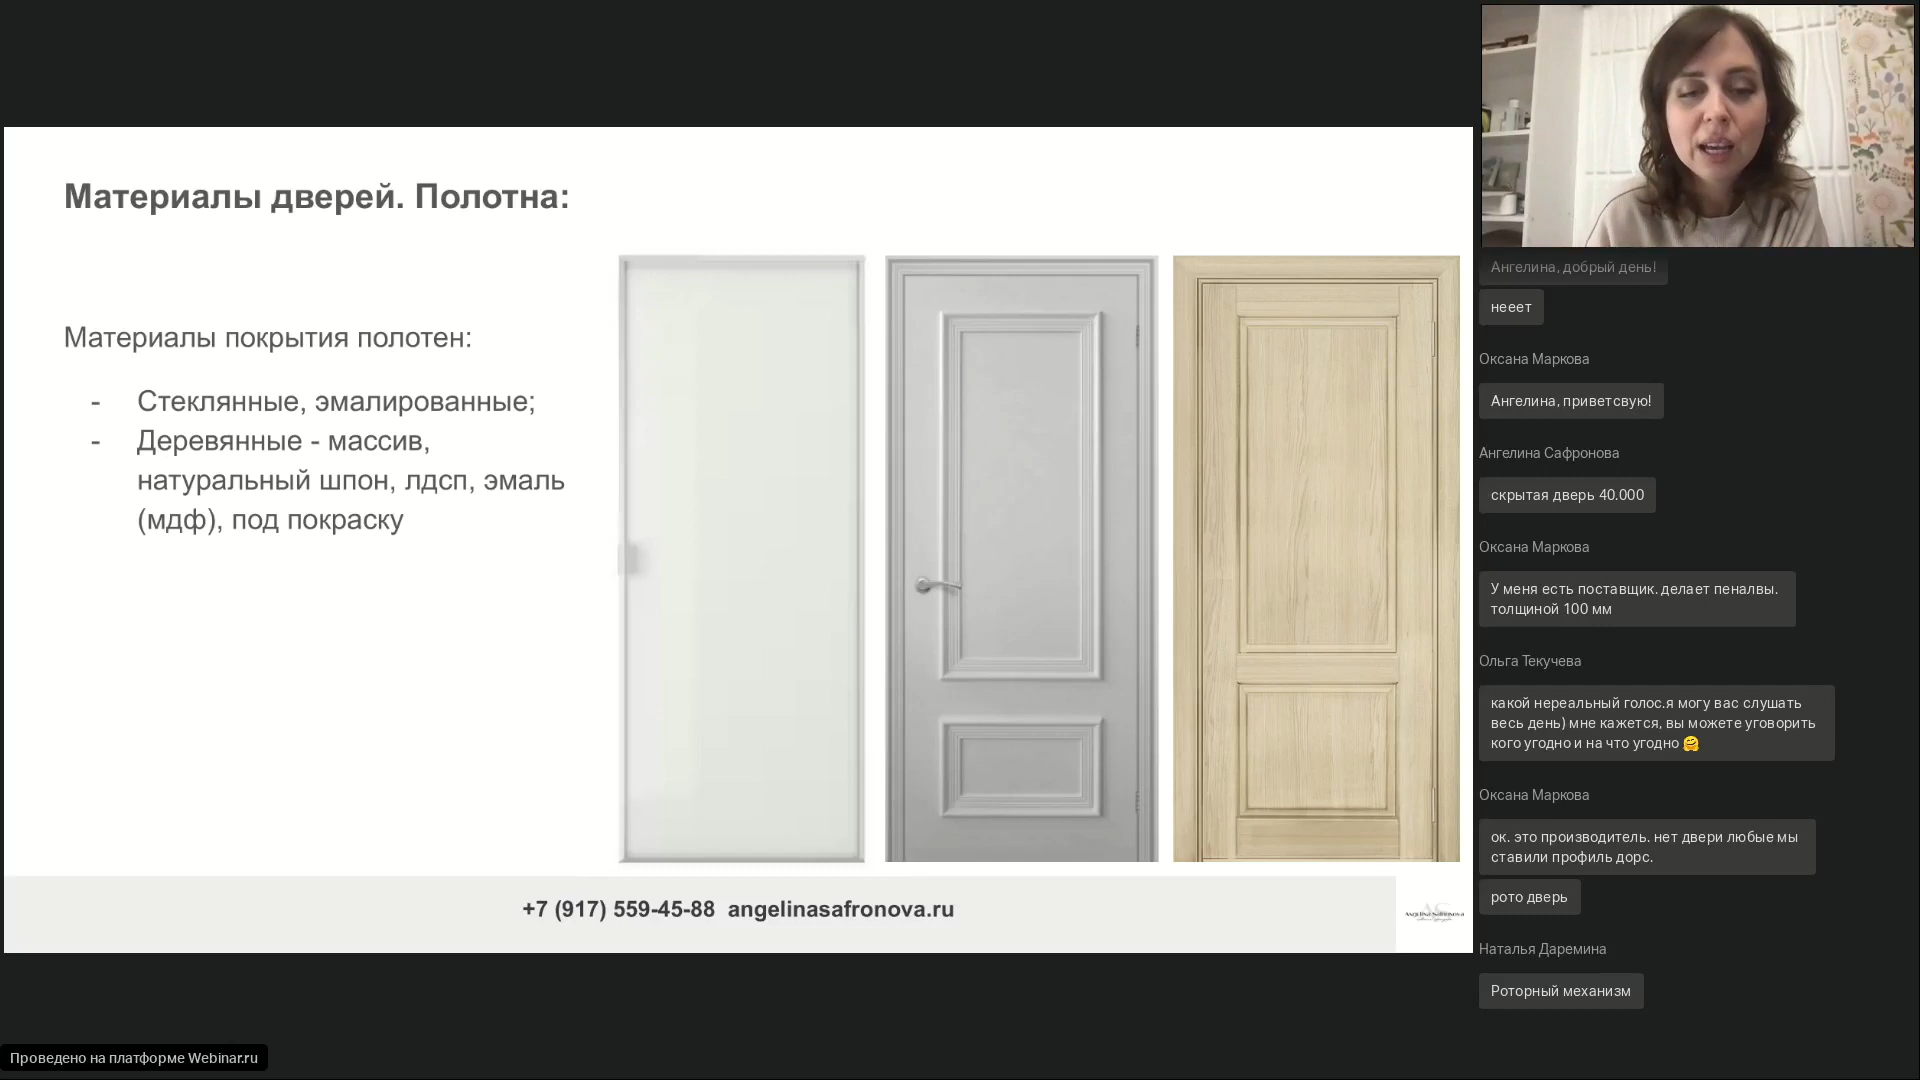 Материалы дверей. Полотна:
Материалы покрытия полотен:
- Стеклянные, эмалированные;
- Деревянные - массив,
натуральный шпон, лдсп, эмаль
(мдф), под покраску
+7 (917) 559-45-88 angelinasafronova.ru
Angelina Safronova
Ангелина, добрый день!
нееет
Оксана Маркова
Ангелина, приветсвую!
Ангелина Сафронова
скрытая дверь 40.000
Оксана Маркова
У меня есть поставщик. делает пеналвы.
толщиной 100 мм
Ольга Текучева
какой нереальный голос.я могу вас слушать
весь день) мне кажется, вы можете уговорить
кого угодно и на что угодно 🤗
Оксана Маркова
ок. это производитель. нет двери любые мы
ставили профиль дорс.
рото дверь
Наталья Даремина
Роторный механизм
Проведено на платформе Webinar.ru